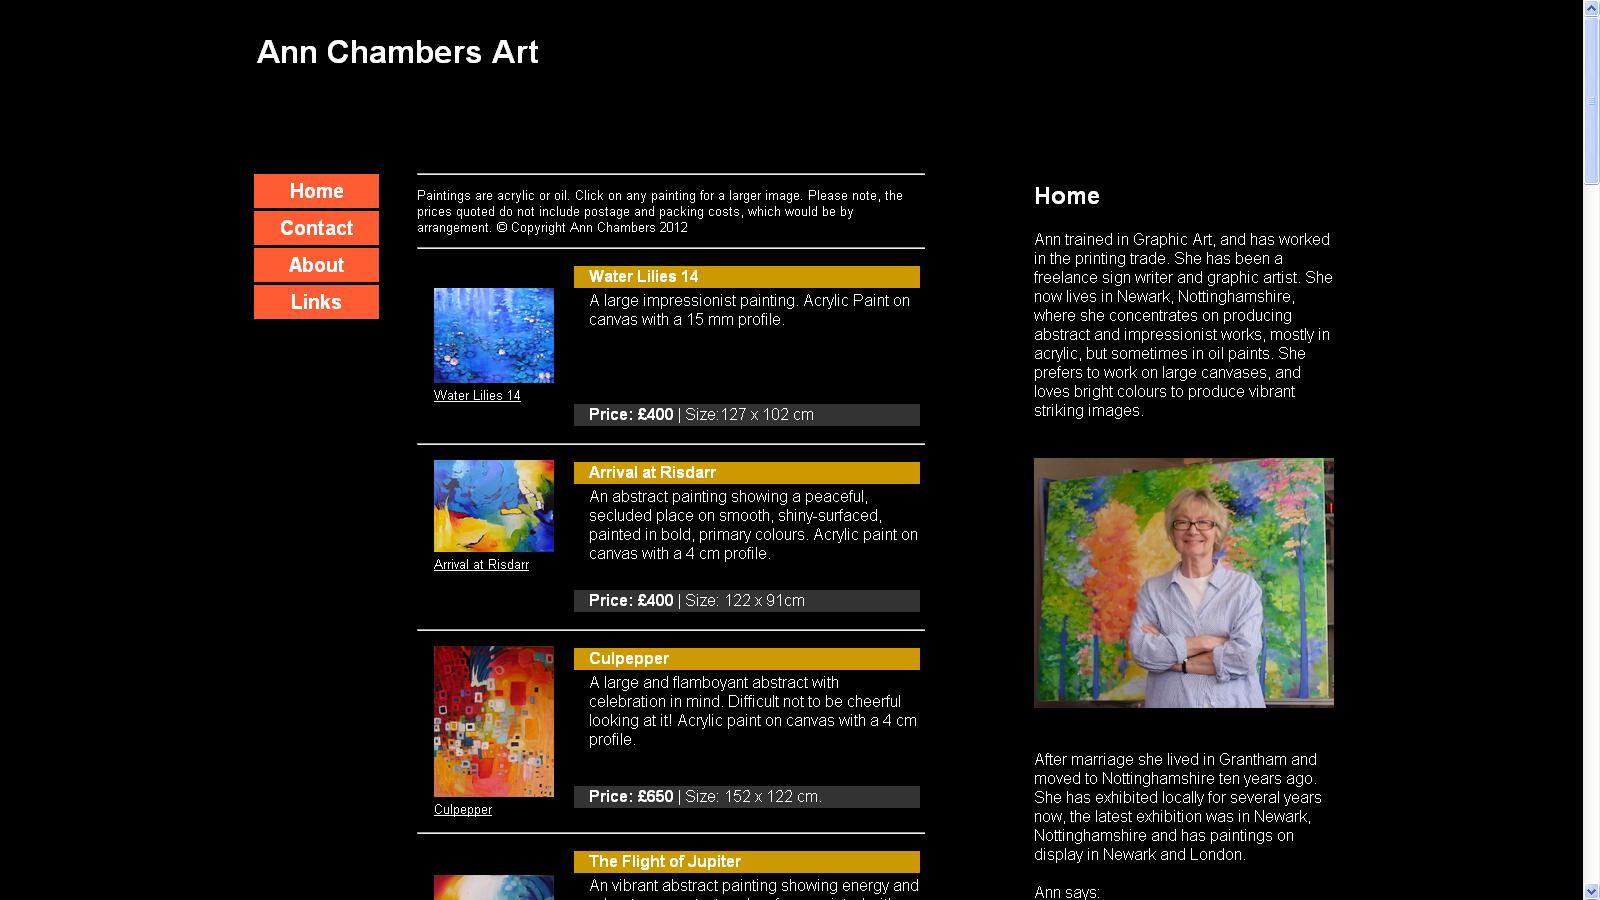 Ann Chambers Art
Home
Contact
About
Links
Paintings are acrylic or oil. Click on any painting for a larger image. Please note, the
prices quoted do not include postage and packing costs, which would be by
arrangement. © Copyright Ann Chambers 2012
Water Lilies 14
Water Lilies 14
A large impressionist painting. Acrylic Paint on
canvas with a 15 mm profile.
Price: £400 | Size:127 x 102 cm
Arrival at Risdarr
Arrival at Risdarr
An abstract painting showing a peaceful,
secluded place on smooth, shiny-surfaced,
painted in bold, primary colours. Acrylic paint on
canvas with a 4 cm profile.
Price: £400 | Size: 122 x 91cm
Culpepper
Culpepper
A large and flamboyant abstract with
celebration in mind. Difficult not to be cheerful
looking at it! Acrylic paint on canvas with a 4 cm
profile.
Price: £650 | Size: 152 x 122 cm.
The Flight of Jupiter
An vibrant abstract painting showing energy and
Home
Ann trained in Graphic Art, and has worked
in the printing trade. She has been a
freelance sign writer and graphic artist. She
now lives in Newark, Nottinghamshire,
where she concentrates on producing
abstract and impressionist works, mostly in
acrylic, but sometimes in oil paints. She
prefers to work on large canvases, and
loves bright colours to produce vibrant
striking images.
After marriage she lived in Grantham and
moved to Nottinghamshire ten years ago.
She has exhibited locally for several years
now, the latest exhibition was in Newark,
Nottinghamshire and has paintings on
display in Newark and London.
Ann says: